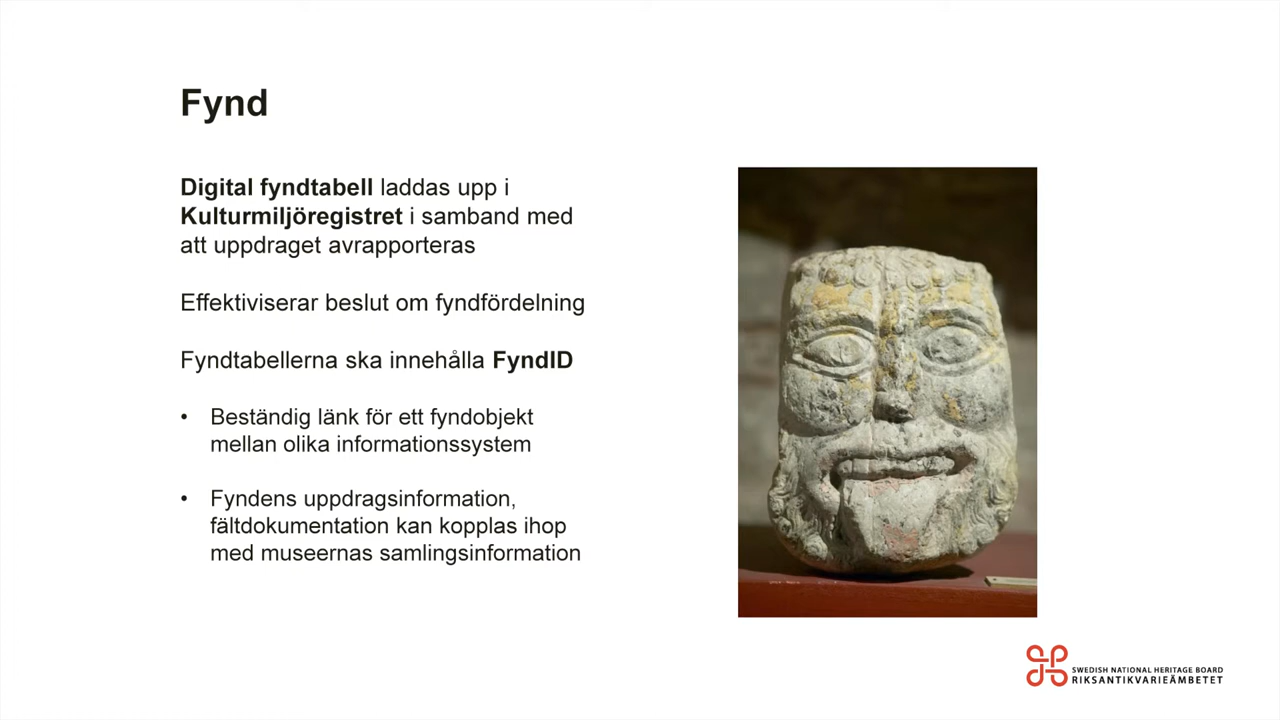 Fynd
Digital fyndtabell laddas upp i
Kulturmiljöregistret i samband med
att uppdraget avrapporteras
Effektiviserar beslut om fyndfördelning
Fyndtabellerna ska innehålla FyndID
• Beständig länk för ett fyndobjekt
mellan olika informationssystem
• Fyndens uppdragsinformation,
fältdokumentation kan kopplas ihop
med museernas samlingsinformation
SWEDISH NATIONAL HERITAGE BOARD
RIKSANTIKVARIEÄMBETET